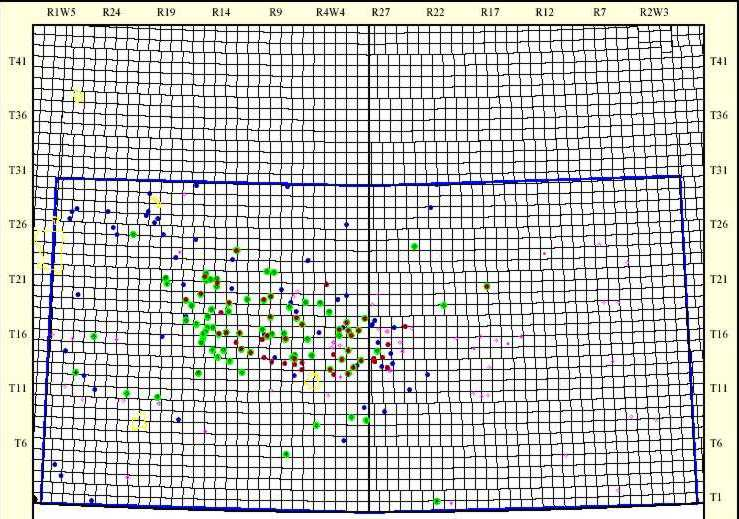 R1W5 R24 R19 R14 R9 R4W4 R27 R22 R17 R12 R7 R2W3
T41 T41
T36 T36
T31 T31
T26 T26
T21 T21
T16 T16
T11 T11
T6 T6
T1